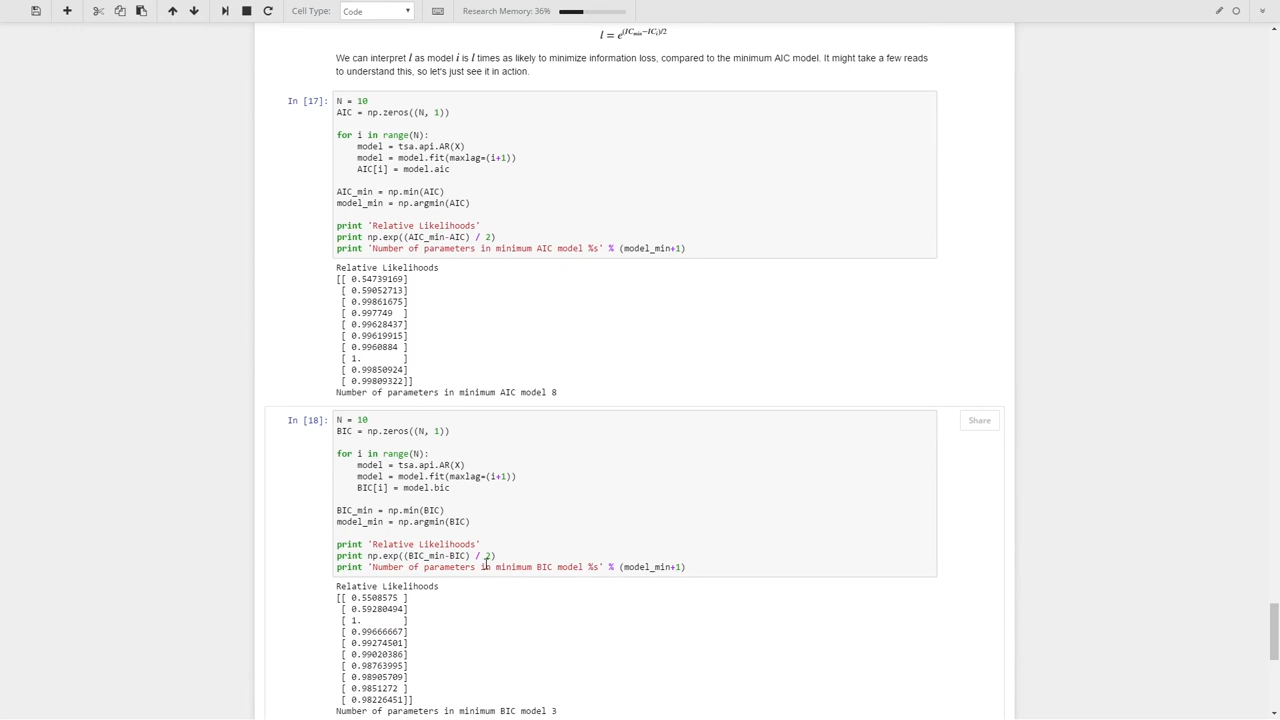 Cell Type: Code Research Memory: 36%
l = e^(IC_min−IC_i)/2
We can interpret l as model i is l times as likely to minimize information loss, compared to the minimum AIC model. It might take a few reads
to understand this, so let's just see it in action.
In [17]: N = 10
AIC = np.zeros((N, 1))
for i in range(N):
model = tsa.api.AR(X)
model = model.fit(maxlag=(i+1))
AIC[i] = model.aic
AIC_min = np.min(AIC)
model_min = np.argmin(AIC)
print 'Relative Likelihoods'
print np.exp((AIC_min-AIC) / 2)
print 'Number of parameters in minimum AIC model %s' % (model_min+1)
Relative Likelihoods
[[ 0.54739169]
[ 0.59052713]
[ 0.99861675]
[ 0.997749  ]
[ 0.99628437]
[ 0.99619915]
[ 0.9960884 ]
[ 1.        ]
[ 0.99850924]
[ 0.99809322]]
Number of parameters in minimum AIC model 8
In [18]: N = 10 Share
BIC = np.zeros((N, 1))
for i in range(N):
model = tsa.api.AR(X)
model = model.fit(maxlag=(i+1))
BIC[i] = model.bic
BIC_min = np.min(BIC)
model_min = np.argmin(BIC)
print 'Relative Likelihoods'
print np.exp((BIC_min-BIC) / 2)
print 'Number of parameters in minimum BIC model %s' % (model_min+1)
Relative Likelihoods
[[ 0.5508575 ]
[ 0.59280494]
[ 1.        ]
[ 0.99666667]
[ 0.99274501]
[ 0.99020386]
[ 0.98763995]
[ 0.98905709]
[ 0.9851272 ]
[ 0.98226451]]
Number of parameters in minimum BIC model 3